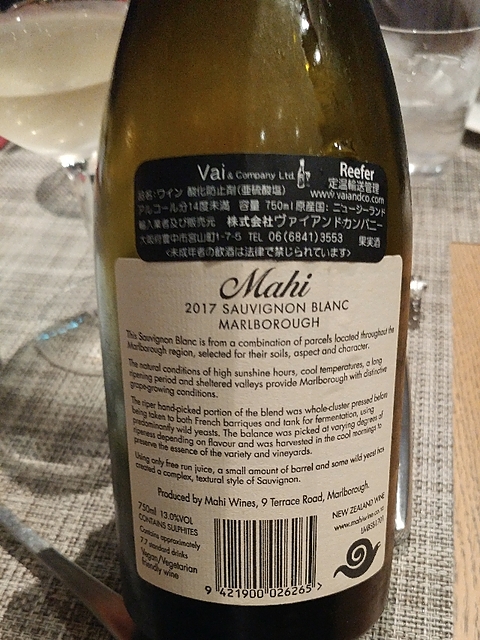 Vai & Company Ltd.
Reefer
定温輸送管理
www.vaiandco.com
品名:ワイン 酸化防止剤(亜硫酸塩)
アルコール分14度未満 容量 750ml 原産国: ニュージーランド
輸入業者及び販売元 株式会社ヴァイアンドカンパニー
大阪府豊中市宮山町1-7-5 TEL 06(6841)3553 果実酒
<未成年者の飲酒は法律で禁じられています>
Mahi
2017 SAUVIGNON BLANC
MARLBOROUGH
This Sauvignon Blanc is from a combination of parcels located throughout the
Marlborough region, selected for their soils, aspect and character.
The natural conditions of high sunshine hours, cool temperatures, a long
ripening period and sheltered valleys provide Marlborough with distinctive
grape-growing conditions.
The riper hand-picked portion of the blend was whole-cluster pressed before
being taken to both French barriques and tank for fermentation, using
predominantly wild yeasts. The balance was picked at varying degrees of
ripeness depending on flavour and was harvested in the cool mornings to
preserve the essence of the variety and vineyards.
Using only free run juice, a small amount of barrel and some wild yeast has
created a complex, textural style of Sauvignon.
Produced by Mahi Wines, 9 Terrace Road, Marlborough.
750ml 13.0%VOL
CONTAINS SULPHITES
Contains approximately
7.7 standard drinks
Vegan/Vegetarian
friendly wine
NEW ZEALAND WINE
www.mahiwine.co.nz
9 421900 026265 >